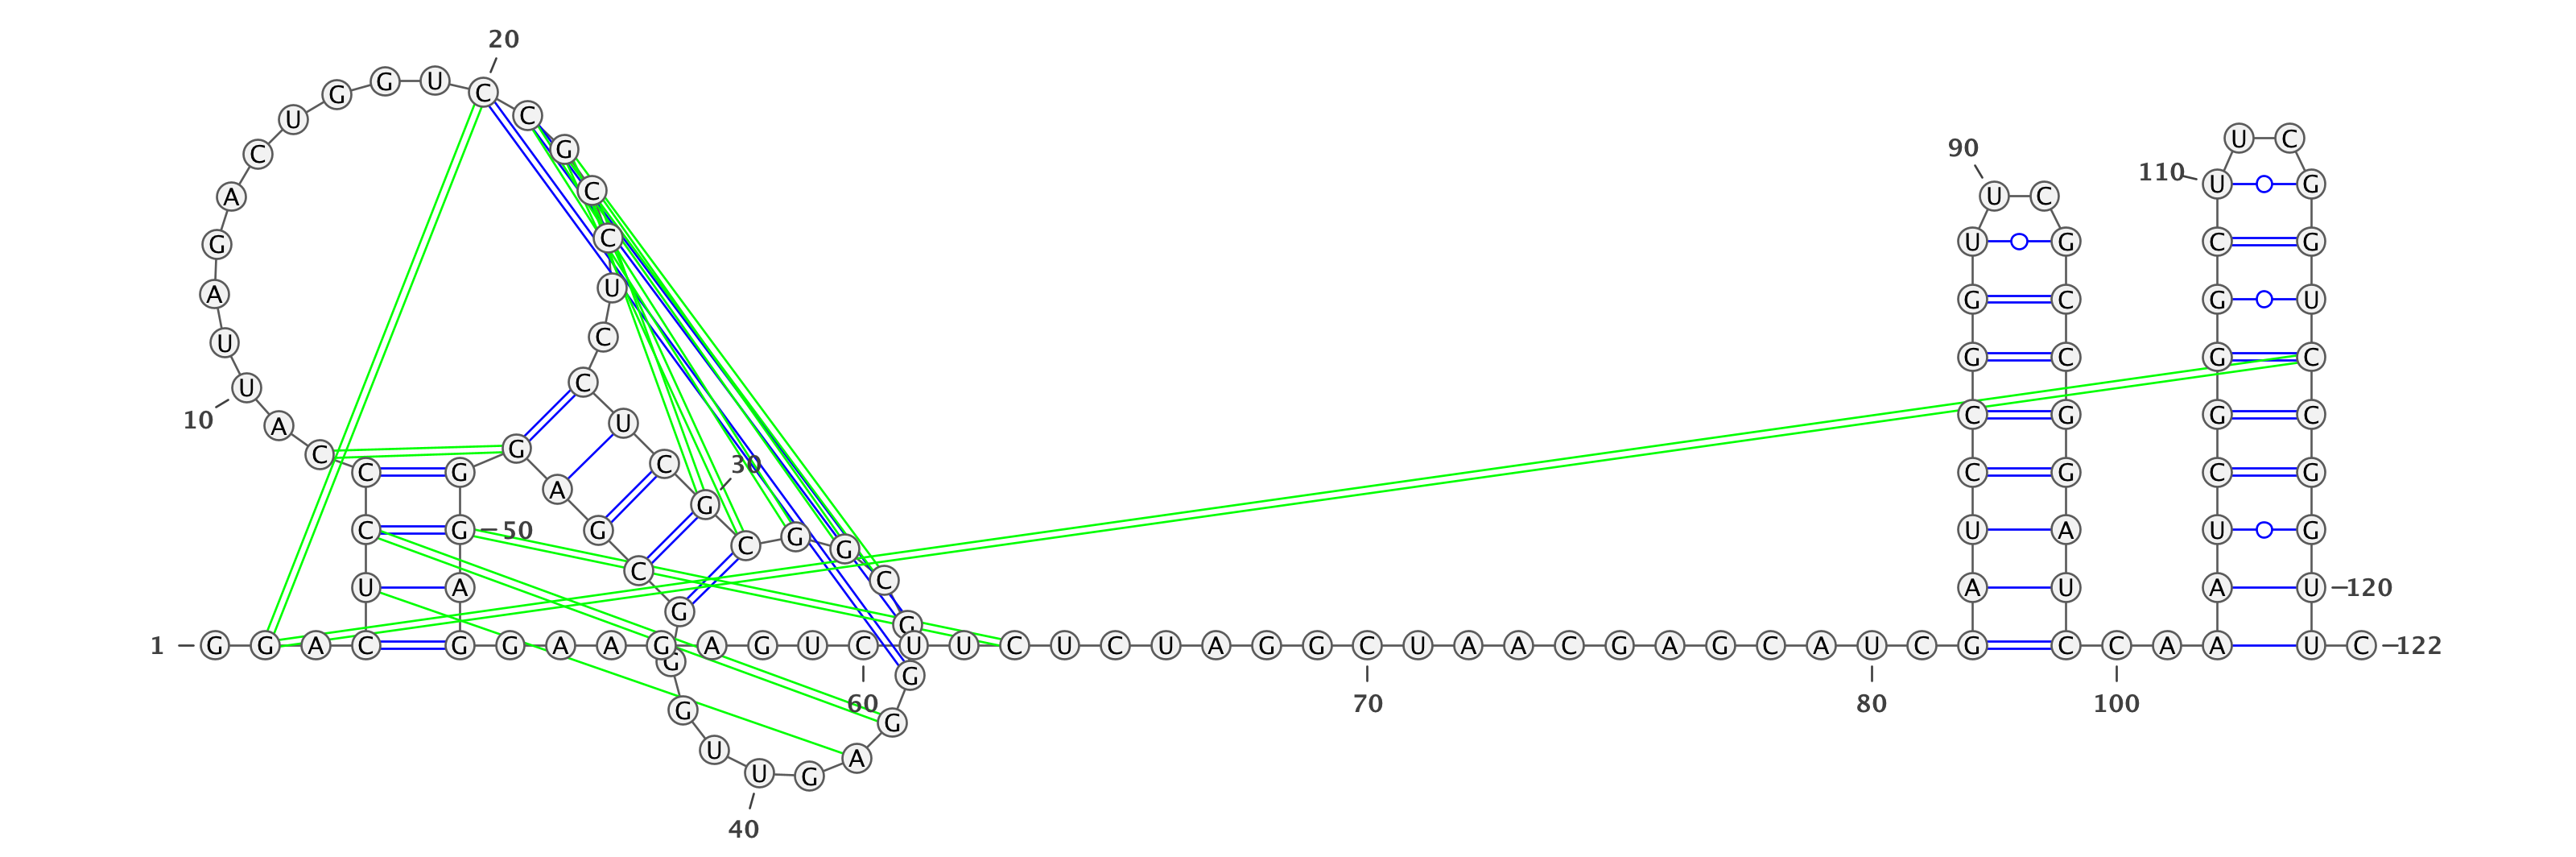 1
G G A C
U C C
C A U
10
U A G A C U G G U C
20
C G C C U C
C U C G
30
C
G G C G G G A G U
40
U G G
G C G A G
G G
50
A
G G A A G A G U C
60
U U C U C U A G G C
70
U A A C G A G C A U
80
C G
A U C C G G U
U
90
C
G C C G G A U
C C
100
A A
A U C G G G C U
110
U C
G G U C C G G U
120
U C
122